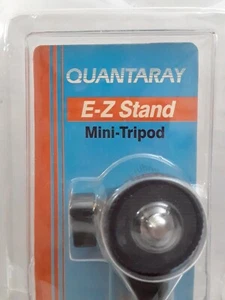 QUANTARAY
E-Z Stand
Mini-Tripod